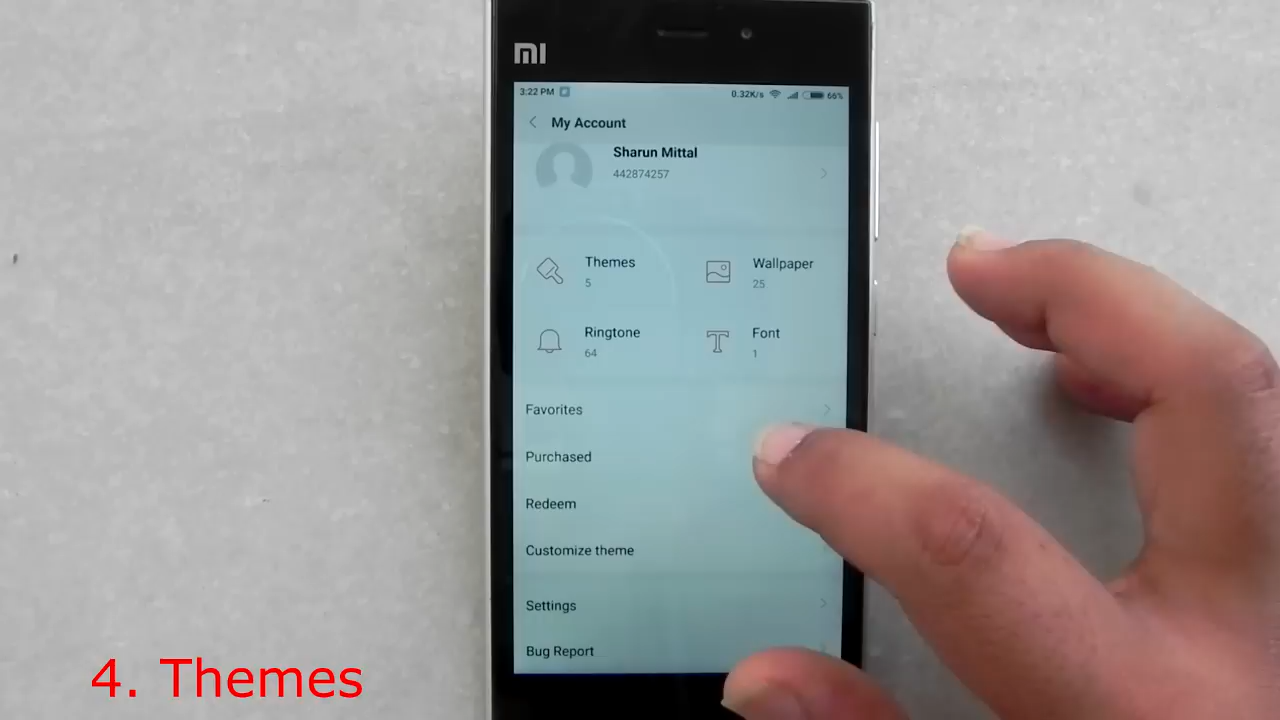 mi
3:22 PM 0.32K/s 66%
My Account
Sharun Mittal
442874257
Themes
5
Wallpaper
25
Ringtone
64
Font
1
Favorites
Purchased
Redeem
Customize theme
Settings
Bug Report
4. Themes